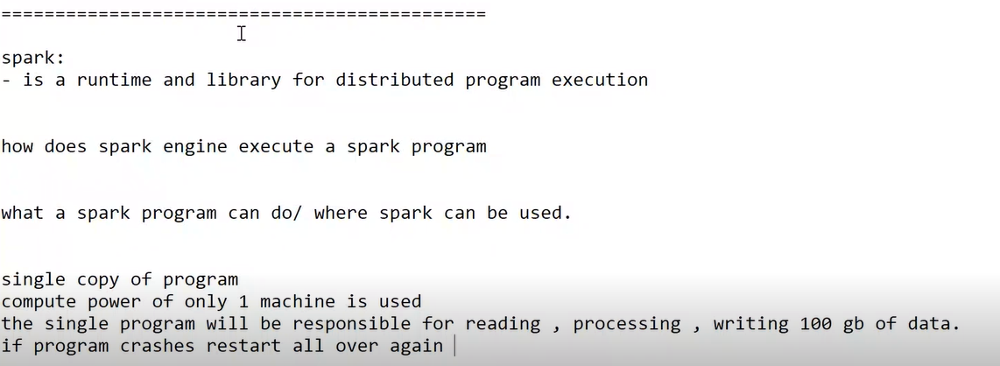 =============================================
spark:
- is a runtime and library for distributed program execution
how does spark engine execute a spark program
what a spark program can do/ where spark can be used.
single copy of program
compute power of only 1 machine is used
the single program will be responsible for reading , processing , writing 100 gb of data.
if program crashes restart all over again